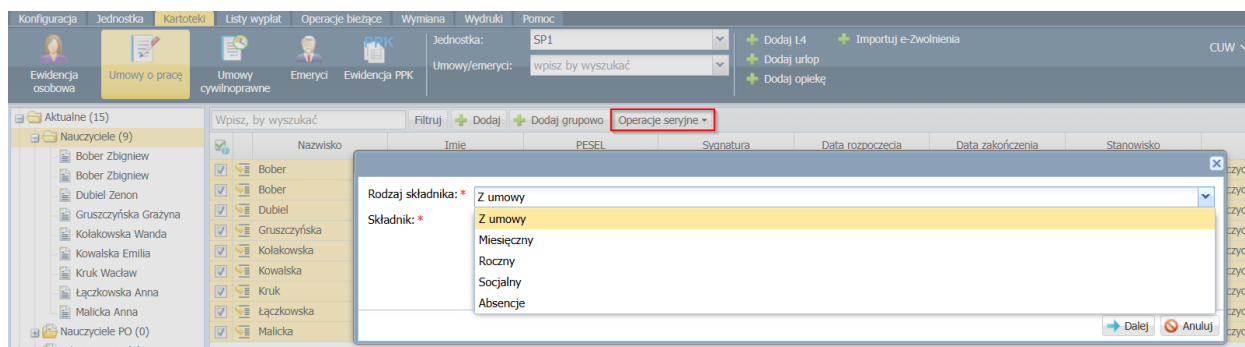 Konfiguracja Jednostka Kartoteki Listy wypłat Operacje bieżące Wymiana Wydruki Pomoc
Ewidencja osobowa
Umowy o pracę
Umowy cywilnoprawne
Emeryci
PPK
Ewidencja PPK
Jednostka: SP1
Umowy/emeryci: wpisz by wyszukać
Dodaj L4 Importuj e-Zwolnienia
Dodaj urlop
Dodaj opiekę
CUW
Aktualne (15)
Nauczyciele (9)
Bober Zbigniew
Bober Zbigniew
Dubiel Zenon
Gruszczyńska Grażyna
Kołakowska Wanda
Kowalska Emilia
Kruk Wacław
Łączkowska Anna
Malicka Anna
Nauczyciele PO (0)
Wpisz, by wyszukać Filtruj Dodaj Dodaj grupowo Operacje seryjne
Nazwisko Imię PESEL Sygnatura Data rozpoczęcia Data zakończenia Stanowisko
Bober
Bober
Dubiel
Gruszczyńska
Kołakowska
Kowalska
Kruk
Łączkowska
Malicka
Rodzaj składnika: * Z umowy
Składnik: *
Z umowy
Miesięczny
Roczny
Socjalny
Absencje
Dalej Anuluj